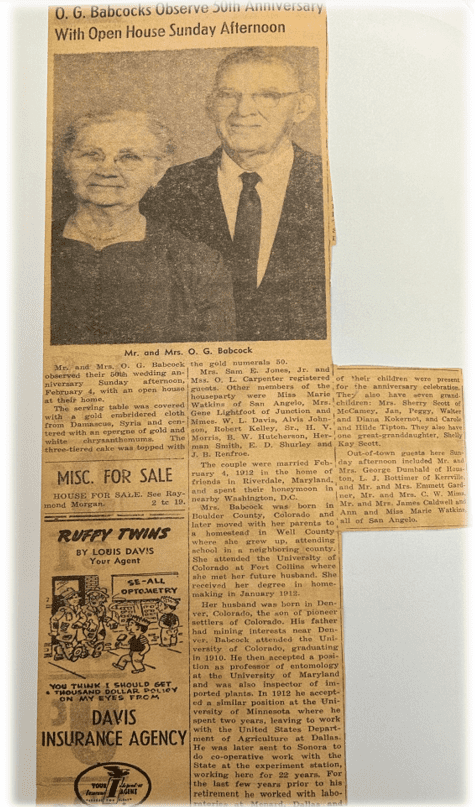 O. G. Babcocks Observe 50th Anniversary
With Open House Sunday Afternoon
Mr. and Mrs. O. G. Babcock
Mr. and Mrs. O. G. Babcock
observed their 50th wedding an-
niversary Sunday afternoon,
February 4, with an open house
at their home.
The serving table was covered
with a gold embridered cloth
from Damascus, Syria and cen-
tered with an epergne of gold and
white chrysanthemums. The
three-tiered cake was topped with
the gold numerals 50.
Mrs. Sam E. Jones, Jr. and
Mss. O. L. Carpenter registered
guests. Other members of the
houseparty were Miss Marie
Watkins of San Angelo, Mrs.
Gene Lightfoot of Junction and
Mmes. W. L. Davis, Alvis John-
son, Robert Kelley, Sr., H. V.
Morris, B. W. Hutcherson, Her-
man Smith, E. D. Shurley and
J. B. Renfroe.
The couple were married Feb-
ruary 4, 1912 in the home of
friends in Riverdale, Maryland,
and spent their honeymoon in
nearby Washington, D.C.
Mrs. Babcock was born in
Boulder County, Colorado and
later moved with her parents to
a homestead in Well County
where she grew up, attending
school in a neighboring county.
She attended the University of
Colorado at Fort Collins where
she met her future husband. She
received her degree in home-
making in January 1912.
Her husband was born in Den-
ver, Colorado, the son of pioneer
settlers of Colorado. His father
had mining interests near Den-
ver. Babcock attended the Uni-
versity of Colorado, graduating
in 1910. He then accepted a posi-
tion as professor of entomology
at the University of Maryland
and was also inspector of im-
ported plants. In 1912 he accept-
ed a similar position at the Uni-
versity of Minnesota where he
spent two years, leaving to work
with the United States Depart-
ment of Agriculture at Dallas.
He was later sent to Sonora to
do co-operative work with the
State at the experiment station,
working here for 22 years. For
the last few years prior to his
retirement he worked with labo-
ratories at Menard, Dallas and
of their children were present
for the anniversary celebration.
They also have seven grand-
children: Mrs. Sherry Scott of
McCamey, Jan, Peggy, Walter
and Diana Kokernot, and Carola
and Hilde Tipton. They also have
one great-granddaughter, Shelly
Kay Scott.
Out-of-town guests here Sun-
day afternoon included Mr. and
Mrs. George Dumbald of Hous-
ton, L. J. Bottimer of Kerrville,
and Mr. and Mrs. Emmett Gard-
ner, Mr. and Mrs. C. W. Mims,
Mr. and Mrs. James Caldwell and
Ann and Miss Marie Watkins
all of San Angelo.
MISC. FOR SALE
HOUSE FOR SALE. See Ray-
mond Morgan. 2 to 19.
RUFFY TWINS
BY LOUIS DAVIS
Your Agent
SE-ALL
OPTOMETRY
YOU THINK I SHOULD GET
A THOUSAND DOLLAR POLICY
ON MY EYES FROM
DAVIS
INSURANCE AGENCY
YOUR
Insurance AGENT